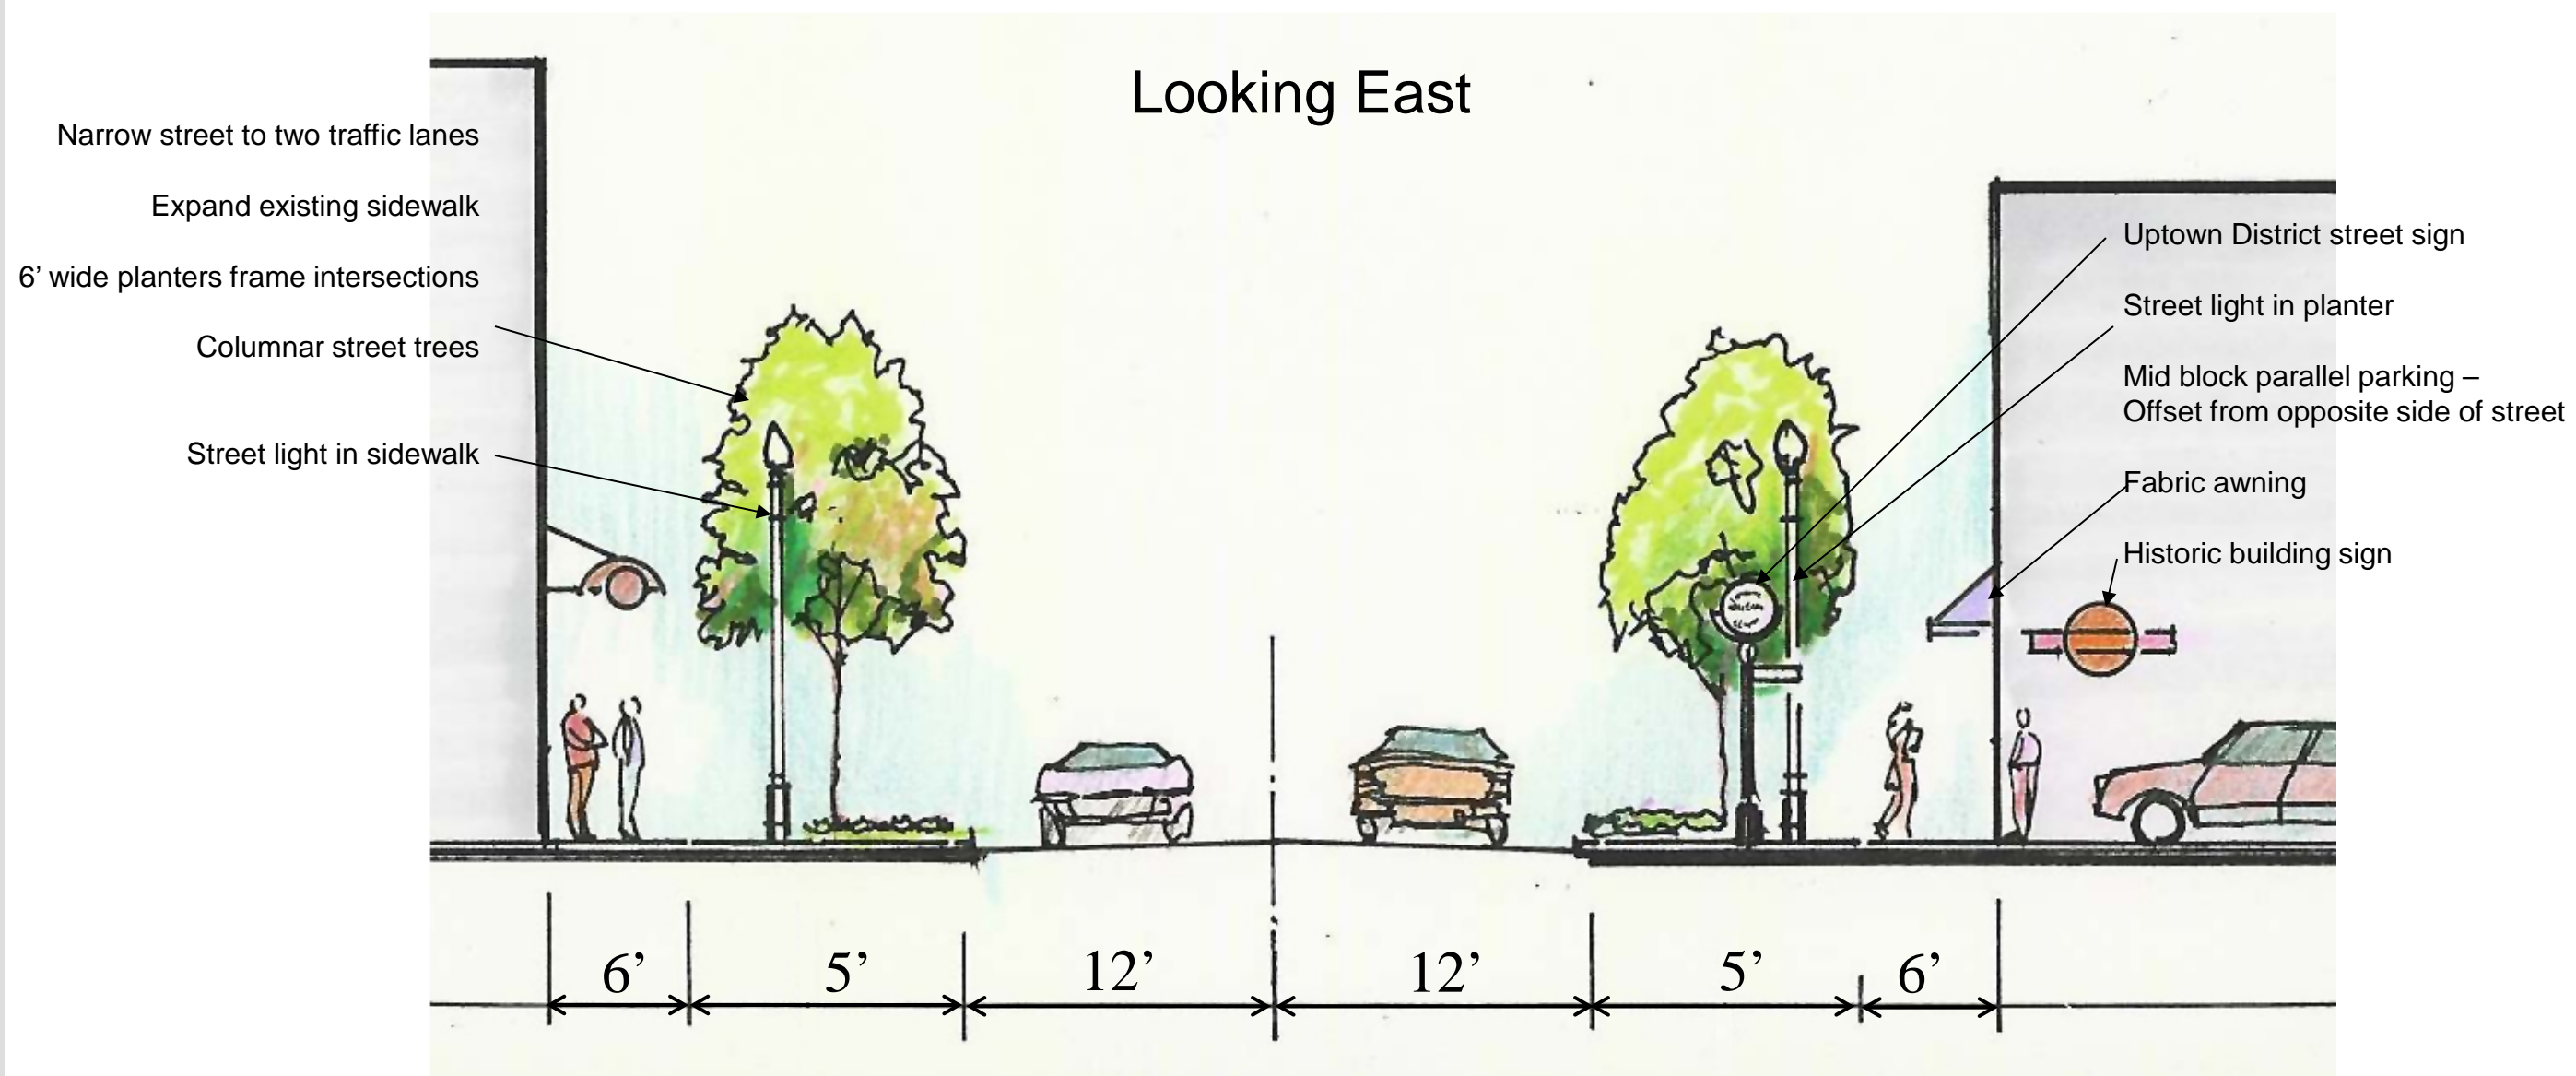 Looking East
Narrow street to two traffic lanes
Expand existing sidewalk
6’ wide planters frame intersections
Columnar street trees
Street light in sidewalk
Uptown District street sign
Street light in planter
Mid block parallel parking –
Offset from opposite side of street
Fabric awning
Historic building sign
6’ 5’ 12’ 12’ 5’ 6’